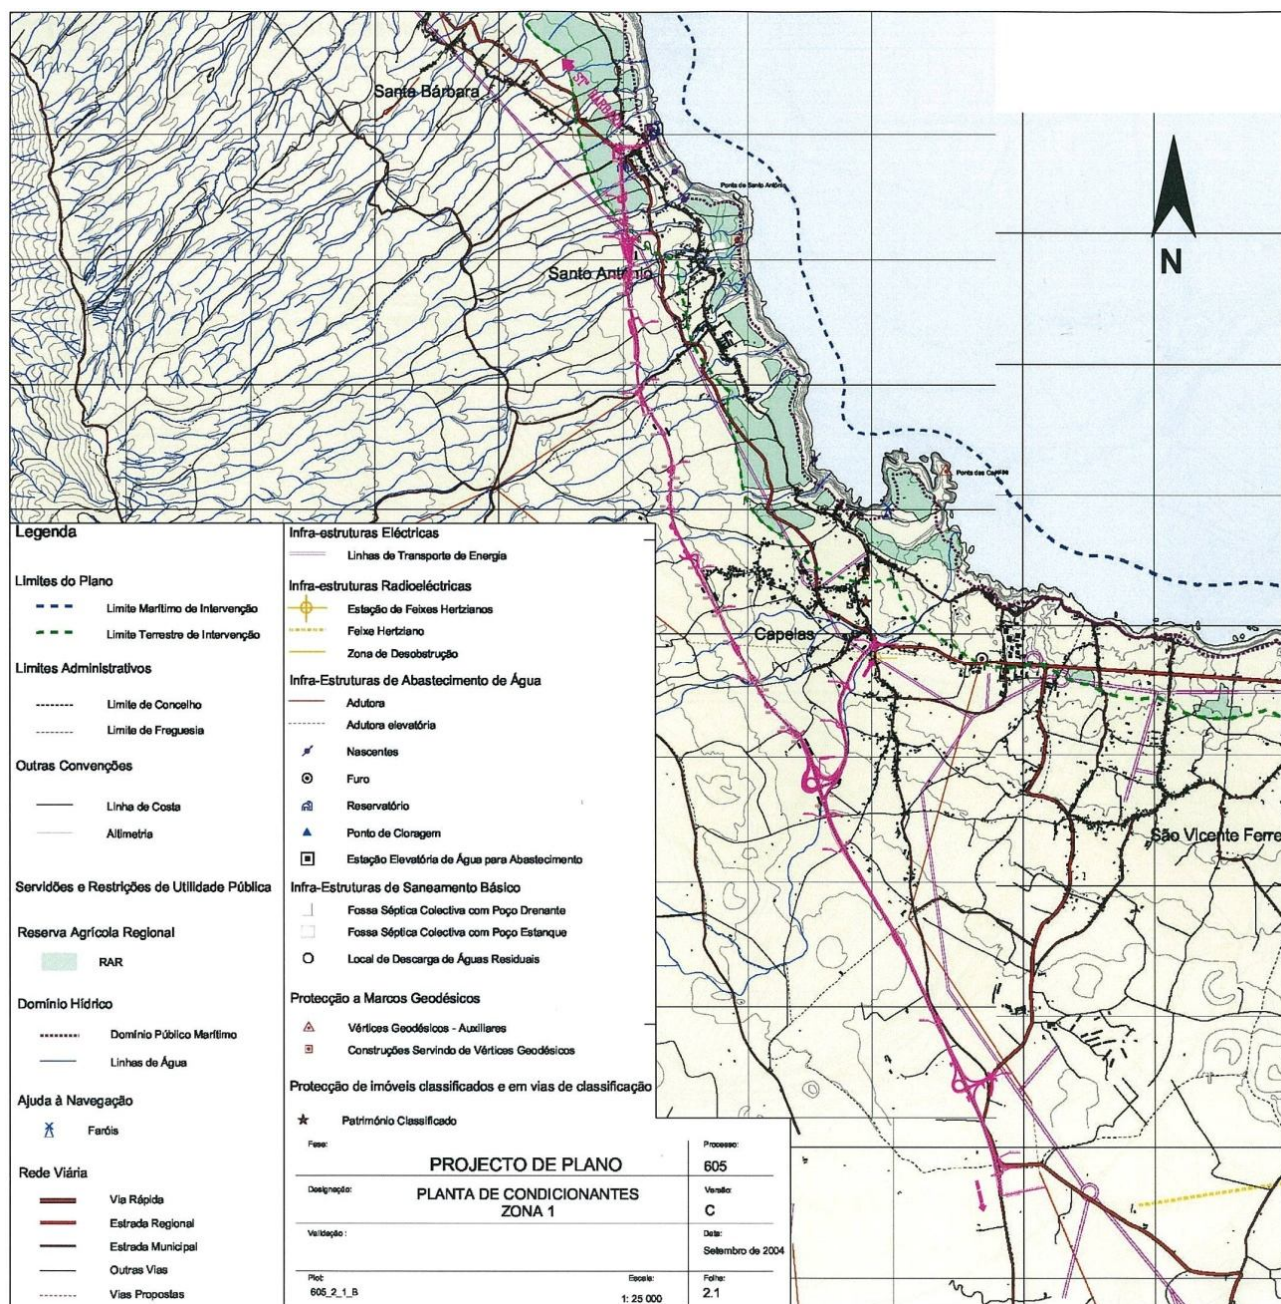 Santa Bárbara
STª BÁRBARA
Ponta de Santo António
Santo António
N
Capelas
São Vicente Ferre
Legenda
Limites do Plano
Limite Marítimo de Intervenção
Limite Terrestre de Intervenção
Limites Administrativos
Limite de Concelho
Limite de Freguesia
Outras Convenções
Linha de Costa
Altimetria
Servidões e Restrições de Utilidade Pública
Reserva Agrícola Regional
RAR
Domínio Hídrico
Domínio Público Marítimo
Linhas de Água
Ajuda à Navegação
Faróis
Rede Viária
Via Rápida
Estrada Regional
Estrada Municipal
Outras Vias
Vias Propostas
Infra-estruturas Eléctricas
Linhas de Transporte de Energia
Infra-estruturas Radioeléctricas
Estação de Feixes Hertzianos
Feixe Hertziano
Zona de Desobstrução
Infra-Estruturas de Abastecimento de Água
Adutora
Adutora elevatória
Nascentes
Furo
Reservatório
Ponto de Cloragem
Estação Elevatória de Água para Abastecimento
Infra-Estruturas de Saneamento Básico
Fossa Séptica Colectiva com Poço Drenante
Fossa Séptica Colectiva com Poço Estanque
Local de Descarga de Águas Residuais
Protecção a Marcos Geodésicos
Vértices Geodésicos - Auxiliares
Construções Servindo de Vértices Geodésicos
Protecção de imóveis classificados e em vias de classificação
Património Classificado
Fase:
PROJECTO DE PLANO
Processo:
605
Designação:
PLANTA DE CONDICIONANTES
ZONA 1
Versão:
C
Validação :
Data:
Setembro de 2004
Plot:
605_2_1_B
Escala:
1: 25 000
Folha:
2.1